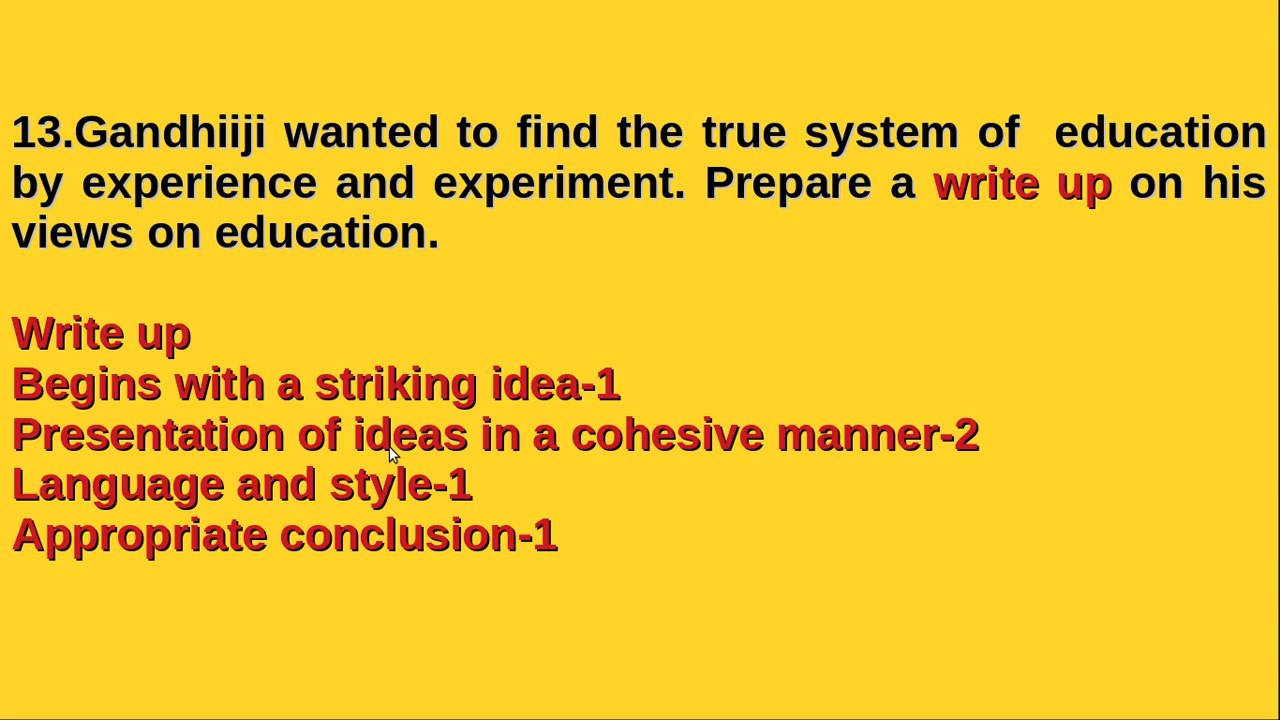 13.Gandhiiji wanted to find the true system of education
by experience and experiment. Prepare a write up on his
views on education.
Write up
Begins with a striking idea-1
Presentation of ideas in a cohesive manner-2
Language and style-1
Appropriate conclusion-1